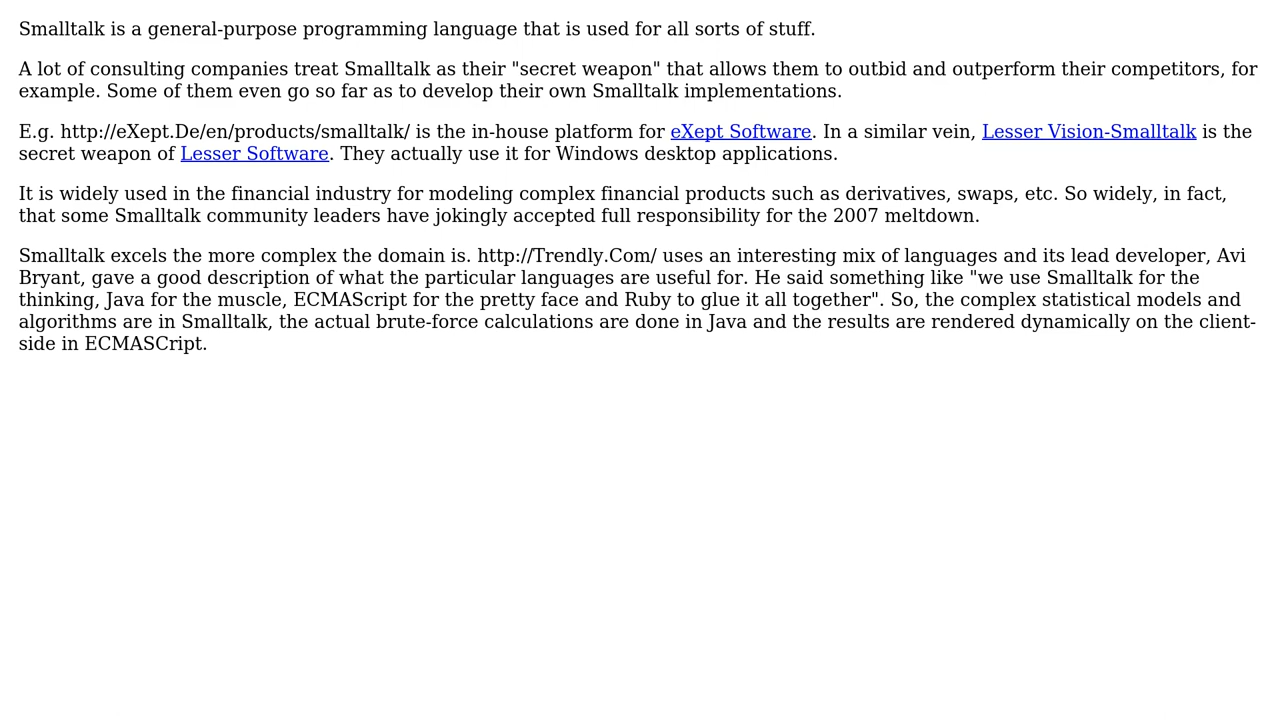 Smalltalk is a general-purpose programming language that is used for all sorts of stuff.
A lot of consulting companies treat Smalltalk as their "secret weapon" that allows them to outbid and outperform their competitors, for
example. Some of them even go so far as to develop their own Smalltalk implementations.
E.g. http://eXept.De/en/products/smalltalk/ is the in-house platform for eXept Software. In a similar vein, Lesser Vision-Smalltalk is the
secret weapon of Lesser Software. They actually use it for Windows desktop applications.
It is widely used in the financial industry for modeling complex financial products such as derivatives, swaps, etc. So widely, in fact,
that some Smalltalk community leaders have jokingly accepted full responsibility for the 2007 meltdown.
Smalltalk excels the more complex the domain is. http://Trendly.Com/ uses an interesting mix of languages and its lead developer, Avi
Bryant, gave a good description of what the particular languages are useful for. He said something like "we use Smalltalk for the
thinking, Java for the muscle, ECMAScript for the pretty face and Ruby to glue it all together". So, the complex statistical models and
algorithms are in Smalltalk, the actual brute-force calculations are done in Java and the results are rendered dynamically on the client-
side in ECMASCript.